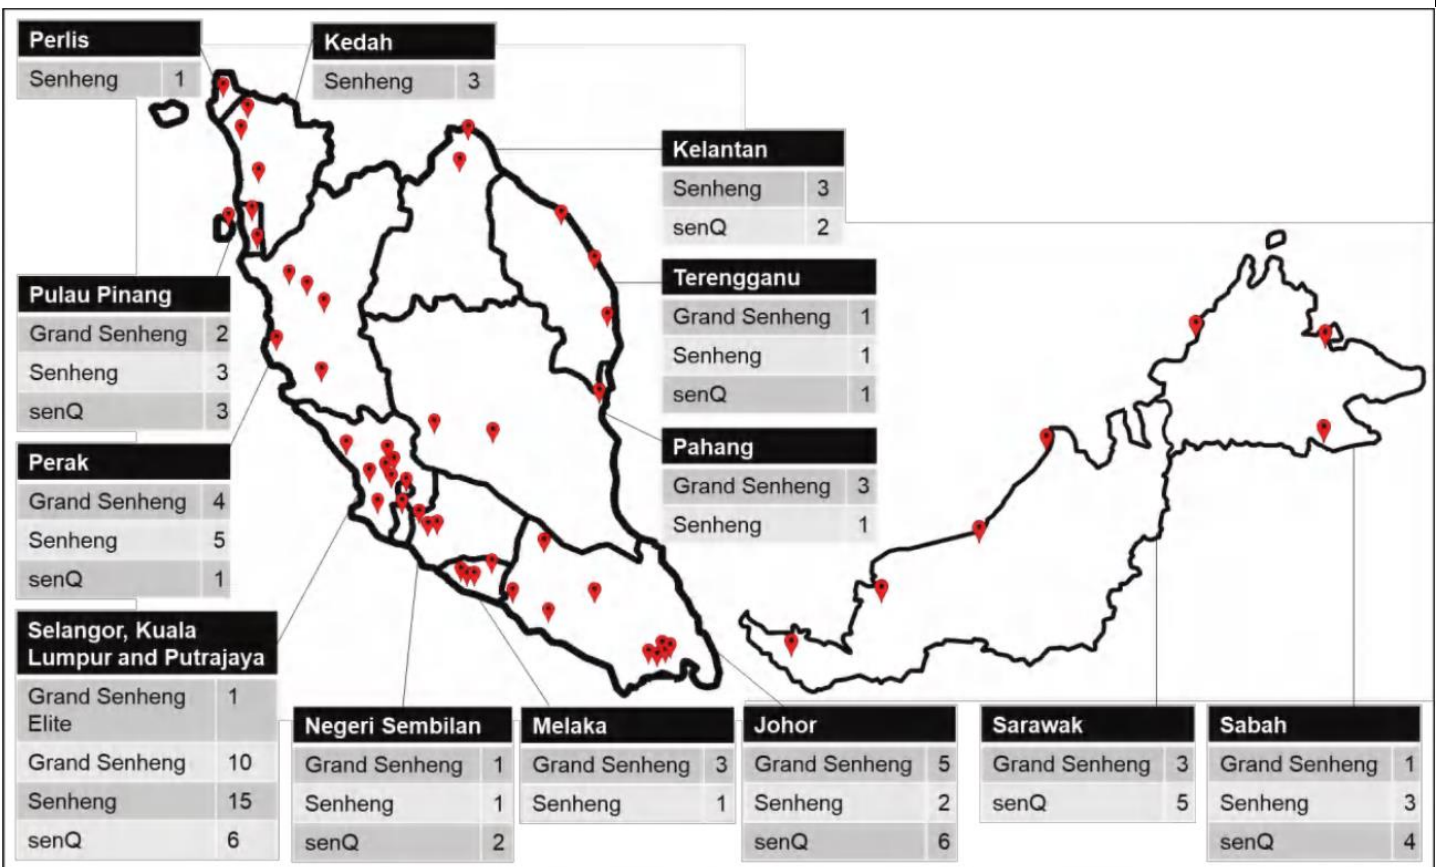 Perlis
Senheng 1
Kedah
Senheng 3
Kelantan
Senheng 3
senQ 2
Terengganu
Grand Senheng 1
Senheng 1
senQ 1
Pahang
Grand Senheng 3
Senheng 1
Pulau Pinang
Grand Senheng 2
Senheng 3
senQ 3
Perak
Grand Senheng 4
Senheng 5
senQ 1
Selangor, Kuala
Lumpur and Putrajaya
Grand Senheng 1
Elite
Grand Senheng 10
Senheng 15
senQ 6
Negeri Sembilan
Grand Senheng 1
Senheng 1
senQ 2
Melaka
Grand Senheng 3
Senheng 1
Johor
Grand Senheng 5
Senheng 2
senQ 6
Sarawak
Grand Senheng 3
senQ 5
Sabah
Grand Senheng 1
Senheng 3
senQ 4